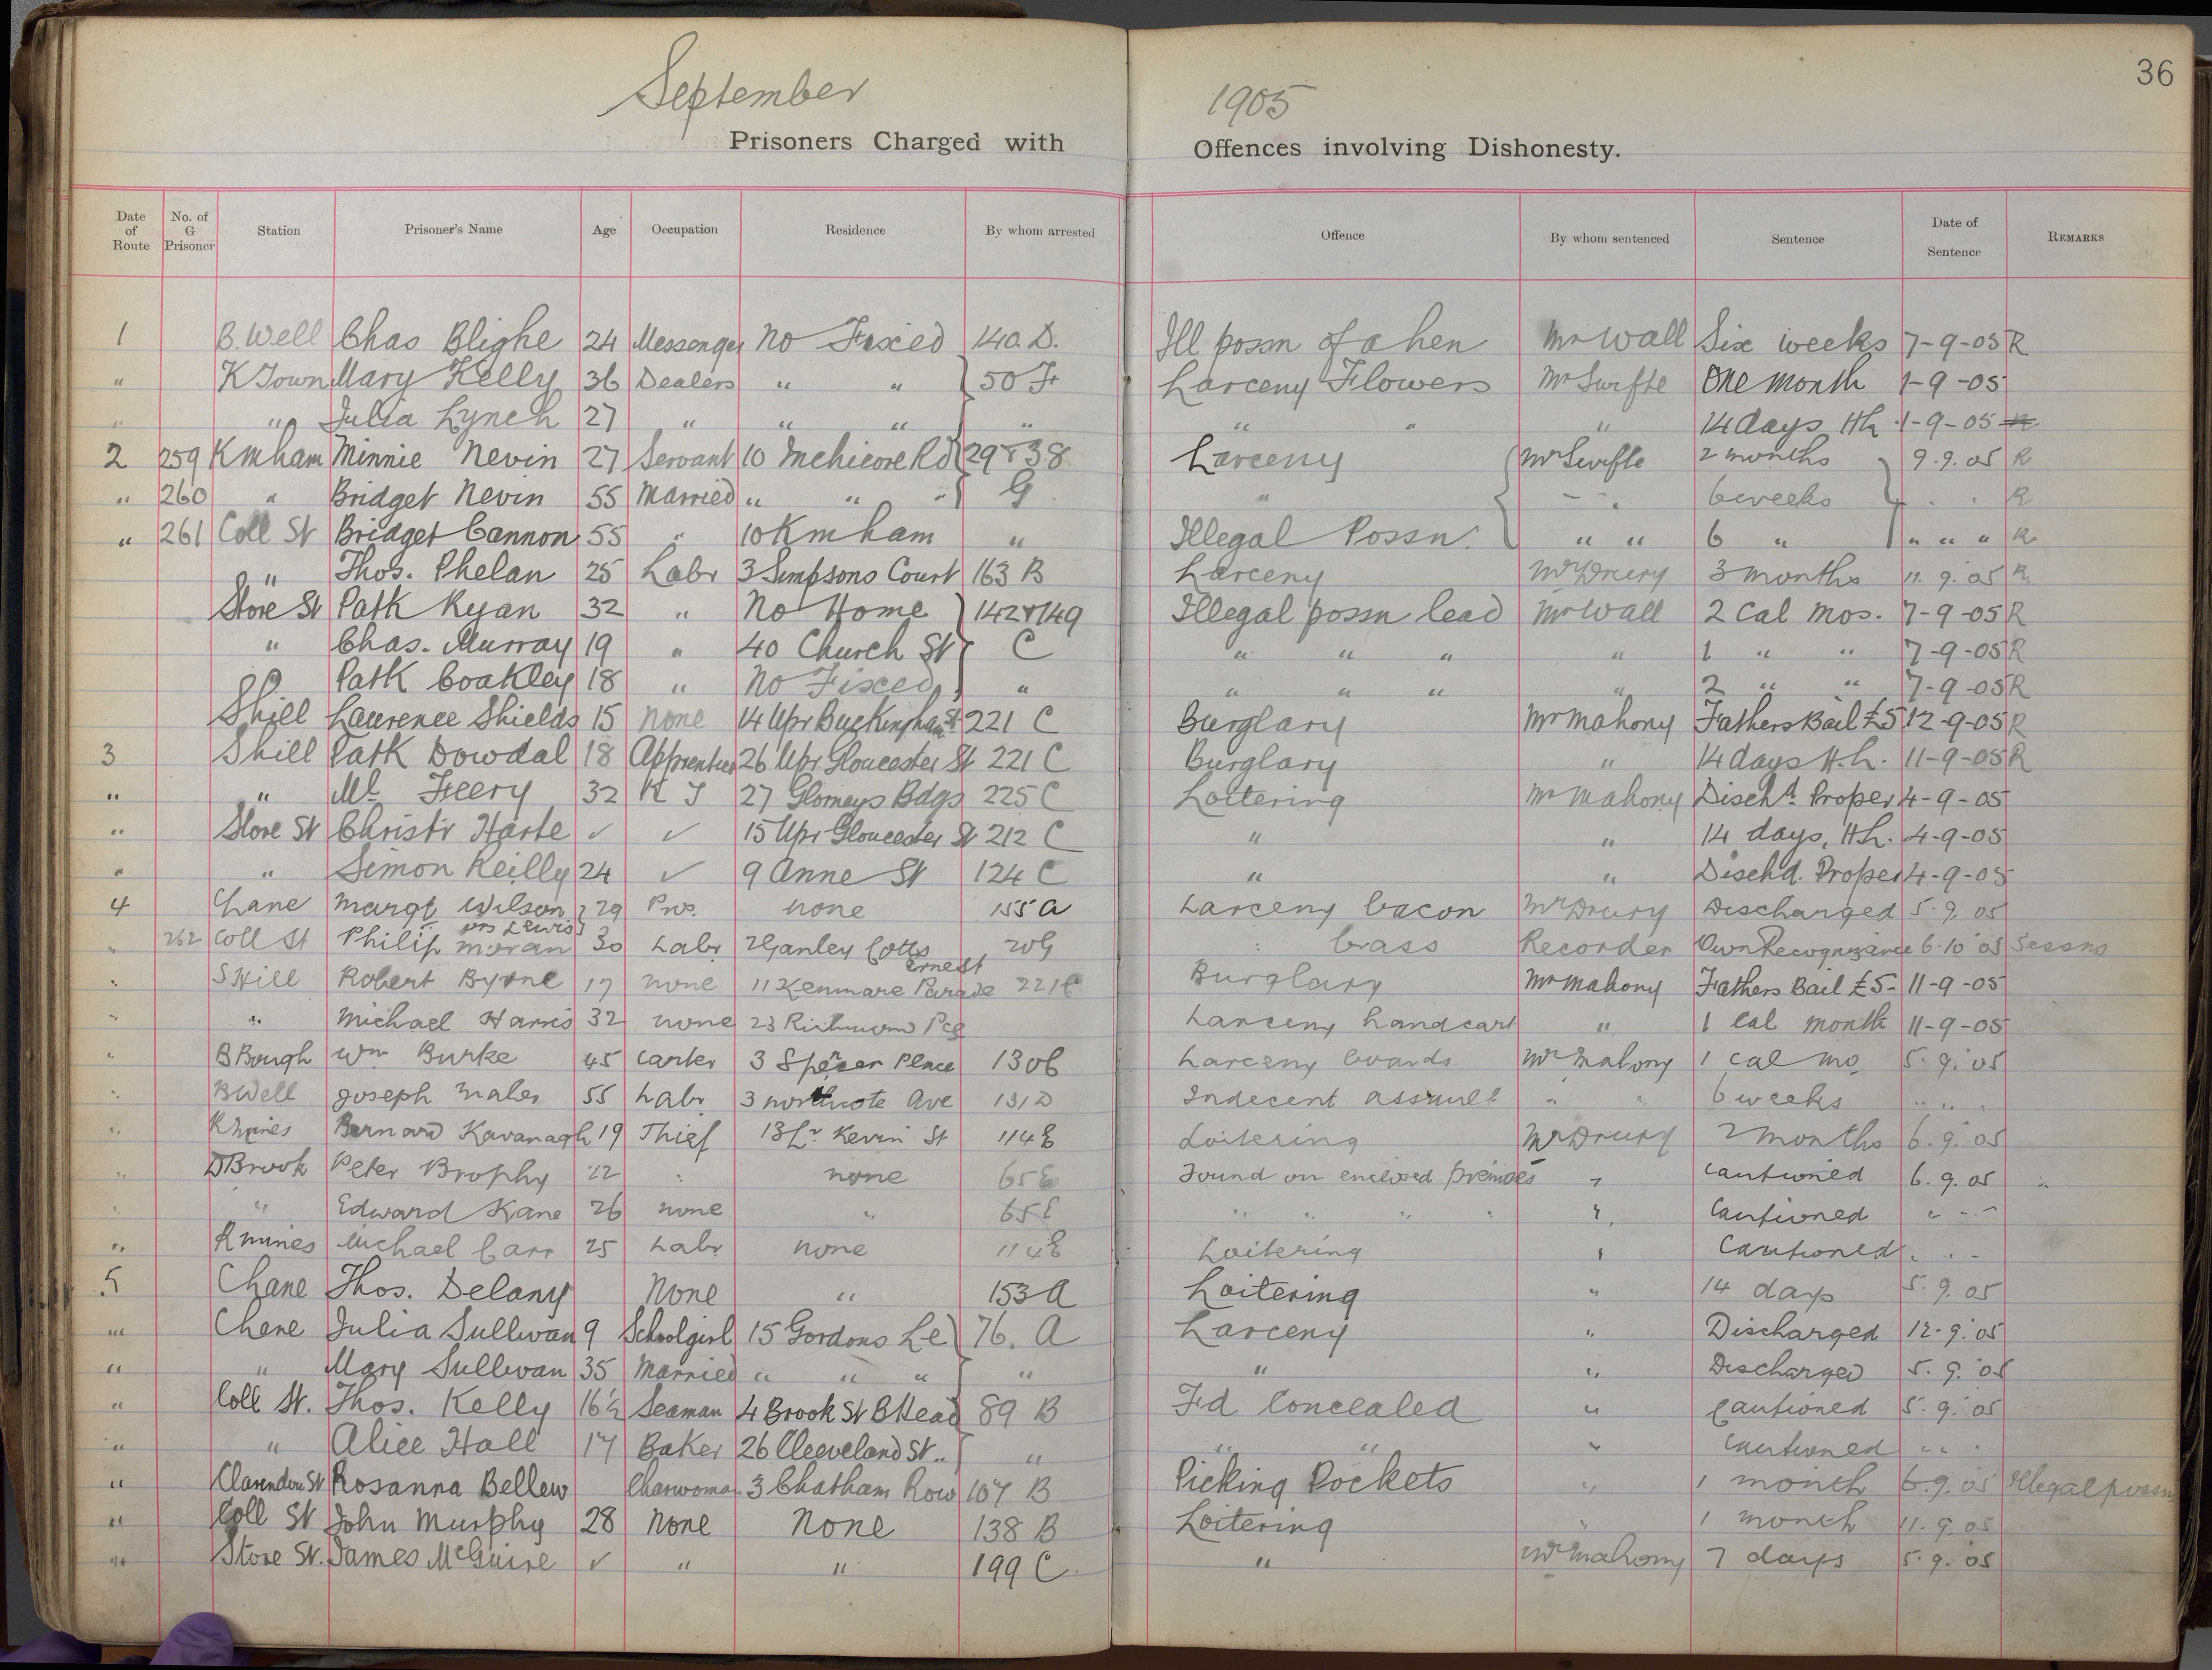 36
September 1905
Prisoners Charged with Offences involving Dishonesty.
Date of Route No. of G Prisoner Station Prisoner's Name Age Occupation Residence By whom arrested Offence By whom sentenced Sentence Date of Sentence Remarks
1 B.Well Chas Blighe 24 Messenger No Fixed 140.D. Ill possn of a hen Mr Wall Six weeks 7-9-05 R
" K Town Mary Kelly 36 Dealers " " 50 F Larceny Flowers Mr Swifte One month 1-9-05
" " Julia Lynch 27 " " " " " " " 14 days Hh 1-9-05 R
2 259 Kmham Minnie Nevin 27 Servant 10 Inchicore Rd 29 & 38 Larceny Mr Swifte 2 months 9.9.05 R
" 260 " Bridget Nevin 55 Married " " " G " " 6 weeks " " R
" 261 Coll St Bridget Cannon 55 " 10 Kmham " Illegal Possn. " " 6 " " " " R
" Thos. Phelan 25 Labr 3 Simpsons Court 163 B Larceny Mr Drury 3 months 11.9.05 R
Store St Patk Ryan 32 " No Home 142 & 149 Illegal possn lead Mr Wall 2 Cal mos. 7-9-05 R
" Chas. Murray 19 " 40 Church St C " " " " 1 " " 7-9-05 R
Patk Coakley 18 " No Fixed " " " " " 2 " " 7-9-05 R
Shill Laurence Shields 15 none 14 Upr Buckingham St 221 C Burglary Mr Mahony Fathers Bail £5 12-9-05 R
3 Shill Patk Dowdal 18 Apprentice 26 Upr. Gloucester St 221 C Burglary " 14 days H.h. 11-9-05 R
" " Ml Feery 32 K J 27 Glorneys Bdgs 225 C Loitering Mr Mahony Dischd. Proper 4-9-05
" Store St Christr Harte ✓ ✓ 15 Upr Gloucester St 212 C " " 14 days, Hh. 4-9-05
" " Simon Reilly 24 ✓ 9 Anne St 124 C " " Dischd. Proper 4-9-05
4 Chane Margt Wilson 29 Pros. none 155 A Larceny bacon Mr Drury Discharged 5.9.05
ors Lewis
" 262 Coll St Philip Moran 30 Labr 2 Ganley Cotts 20G " brass Recorder Own Recognizance 6.10.05 Sessns
Ernest
" S Hill Robert Byrne 17 none 11 Kenmare Parade 221C Burglary Mr Mahony Fathers Bail £5- 11-9-05
" " Michael Harris 32 none 23 Richmond Pce Larceny handcart " 1 Cal month 11-9-05
" B Bough Wm Burke 45 carter 3 Spencer Place 130C Larceny boards Mr Mahony 1 cal mo. 5.9.05
" BWell Joseph Maher 55 Labr 3 Northcote Ave 131D Indecent assault " " 6 weeks " " "
" Rmines Bernard Kavanagh 19 Thief 13 Lr Kevin St 114E Loitering Mr Drury 2 months 6.9.05
" DBrook Peter Brophy 22 " none 65E Found on enclosed premises " cautioned 6.9.05 "
" " Edward Kane 26 none " 65E " " " " " Cautioned " " "
" Rmines Michael Carr 25 Labr none 114E Loitering " Cautioned " " "
5 Chane Thos. Delany None " 153 A Loitering " 14 days 5.9.05
" Chane Julia Sullivan 9 Schoolgirl 15 Gordons Le 76. A Larceny " Discharged 12.9.05
" " Mary Sullivan 35 Married " " " " " " Discharged 5.9.05
" Coll St. Thos. Kelly 16½ Seaman 4 Brook St BHead 89 B Fd Concealed " cautioned 5.9.05
" " Alice Hall 17 Baker 26 Cleeveland St. " " " " " cautioned " " "
" Clarendon St Rosanna Bellew Charwoman 3 Chatham Row 107 B Picking Pockets " 1 month 6.9.05 Illegal possn
" Coll St John Murphy 28 None None 138 B Loitering " 1 month 11.9.05
" Store St. James McGuire ✓ " " 199 C " Mr Mahony 7 days 5.9.05